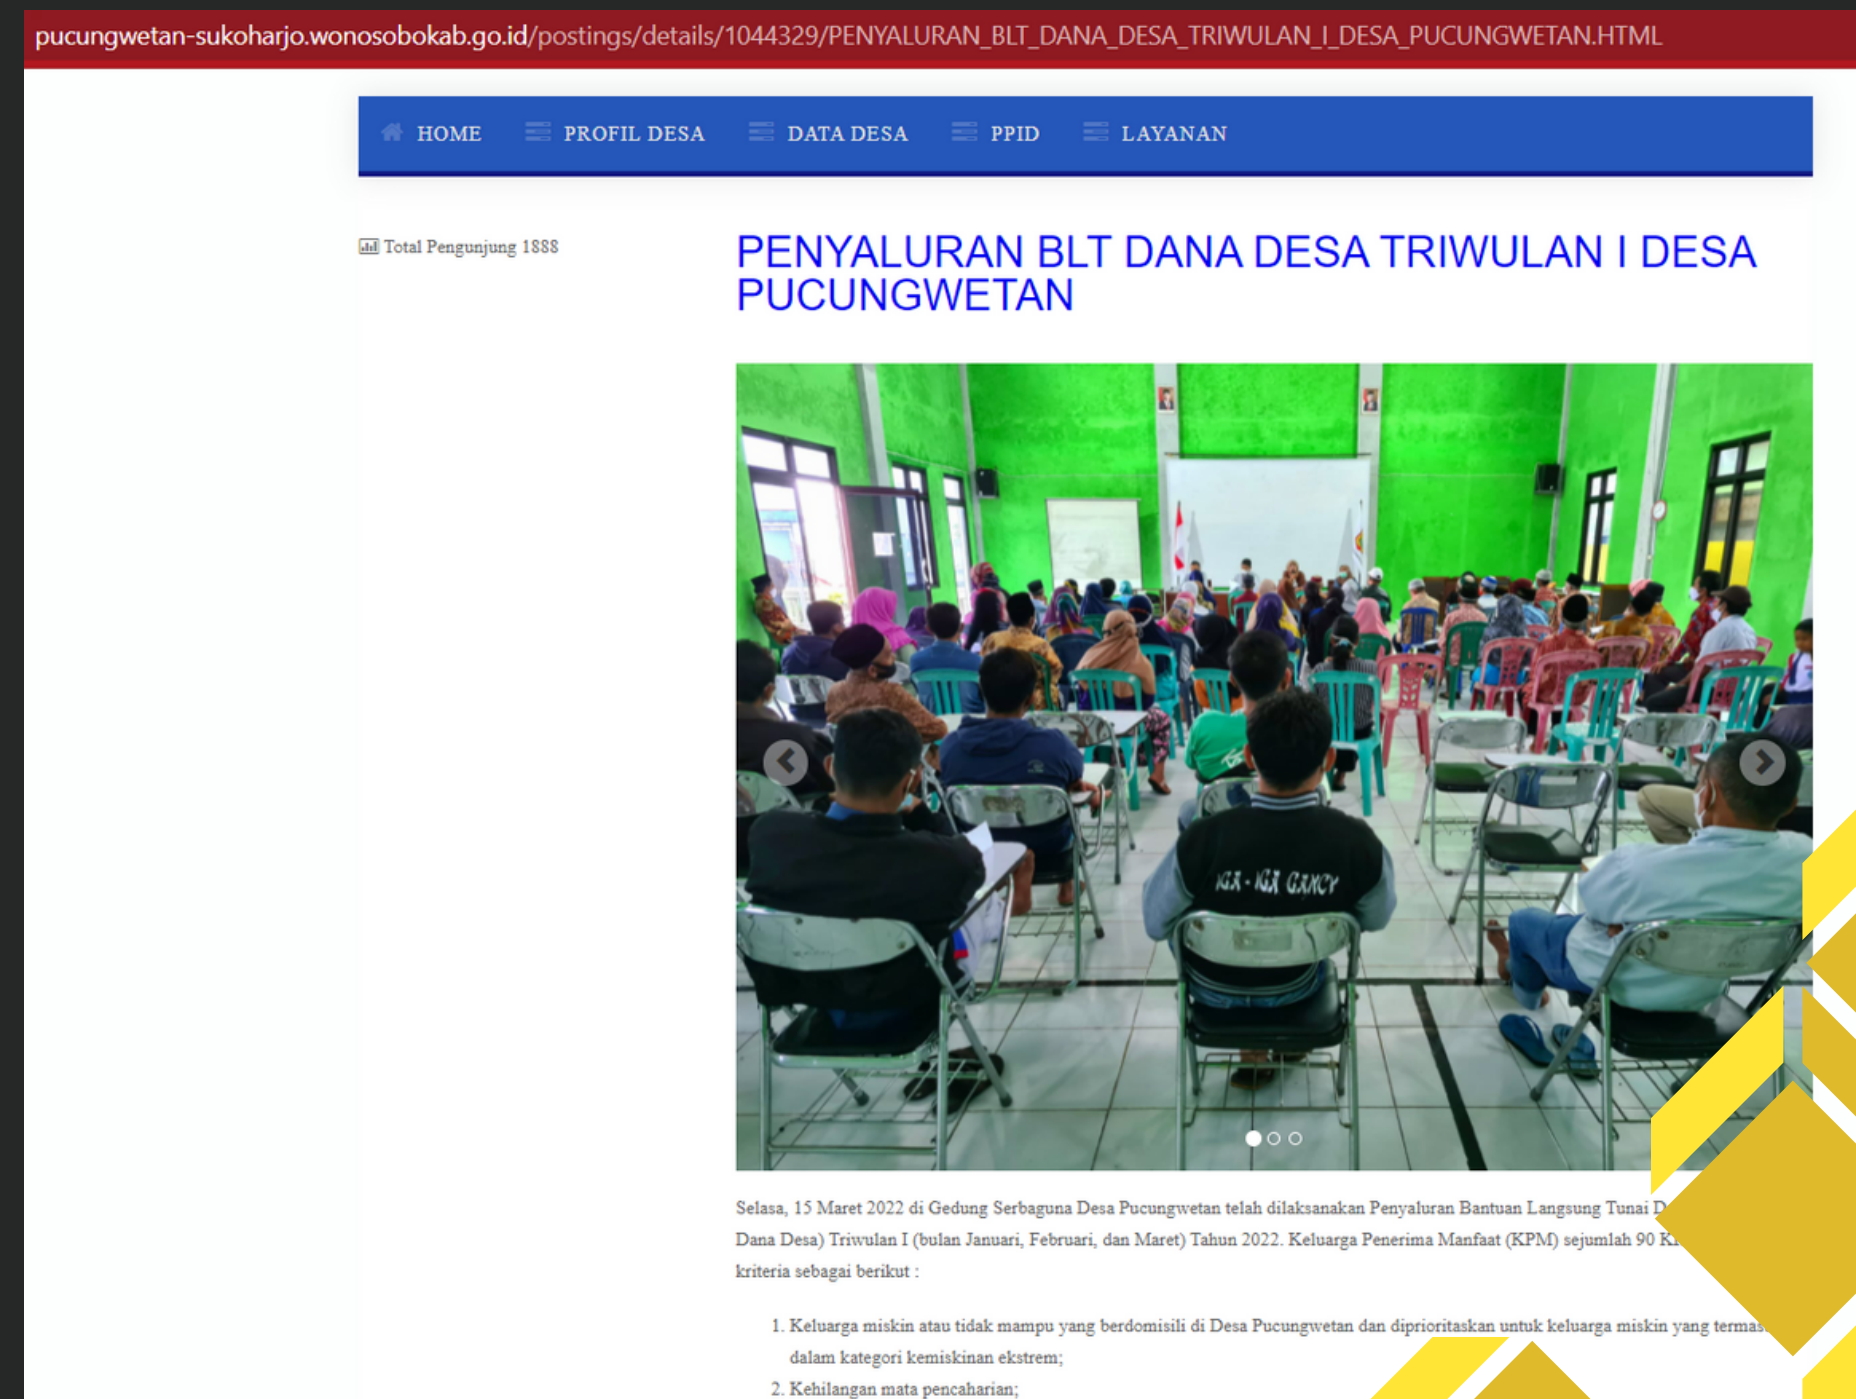 pucungwetan-sukoharjo.wonosobokab.go.id/postings/details/1044329/PENYALURAN_BLT_DANA_DESA_TRIWULAN_I_DESA_PUCUNGWETAN.HTML
HOME PROFIL DESA DATA DESA PPID LAYANAN
Total Pengunjung 1888
PENYALURAN BLT DANA DESA TRIWULAN I DESA
PUCUNGWETAN
IGA - IGA GANCY
Selasa, 15 Maret 2022 di Gedung Serbaguna Desa Pucungwetan telah dilaksanakan Penyaluran Bantuan Langsung Tunai
Dana Desa) Triwulan I (bulan Januari, Februari, dan Maret) Tahun 2022. Keluarga Penerima Manfaat (KPM) sejumlah 90
kriteria sebagai berikut :
1. Keluarga miskin atau tidak mampu yang berdomisili di Desa Pucungwetan dan diprioritaskan untuk keluarga miskin yang
dalam kategori kemiskinan ekstrem;
2. Kehilangan mata pencaharian;